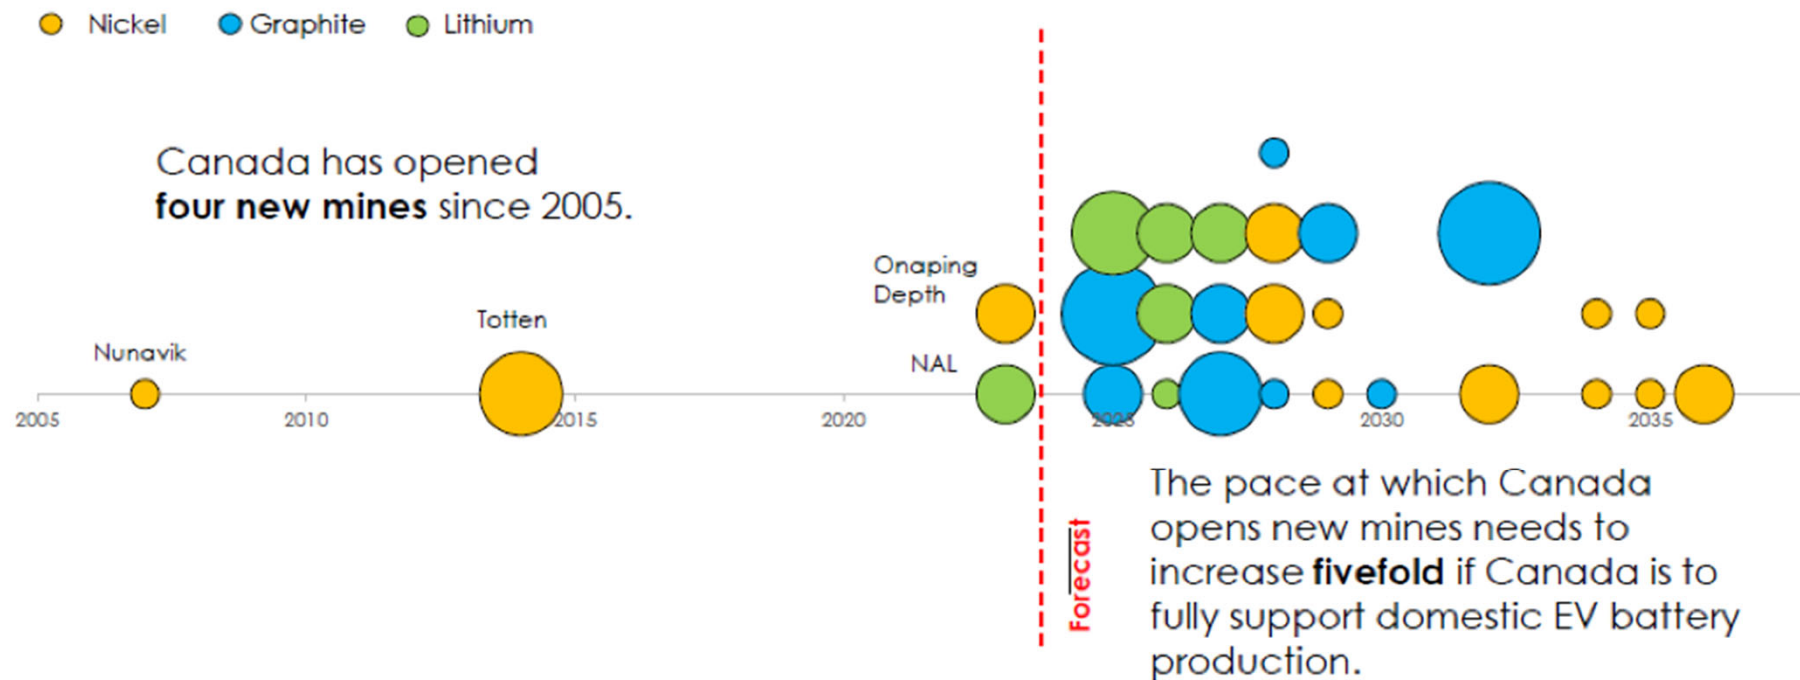 Nickel Graphite Lithium
Canada has opened
four new mines since 2005.
Onaping
Depth
Totten
Nunavik
NAL
2005 2010 2015 2020 2025 2030 2035
Forecast
The pace at which Canada
opens new mines needs to
increase fivefold if Canada is to
fully support domestic EV battery
production.